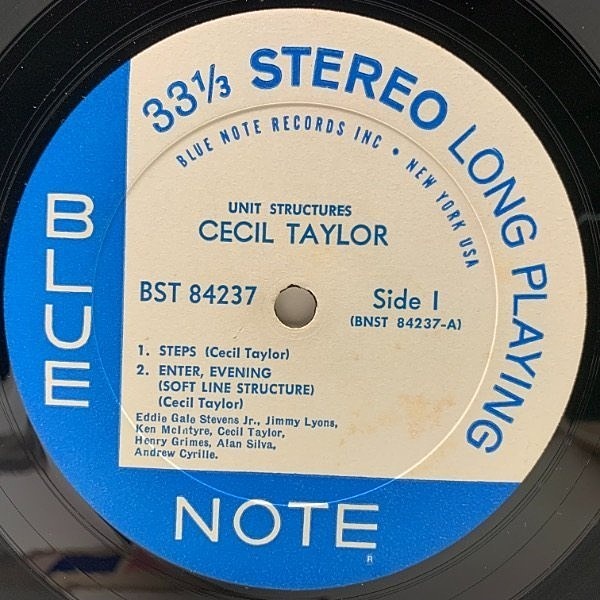 33⅓ STEREO LONG PLAYING
BLUE NOTE RECORDS INC • NEW YORK USA
UNIT STRUCTURES
CECIL TAYLOR
BST 84237
Side 1
(BNST 84237-A)
1. STEPS (Cecil Taylor)
2. ENTER, EVENING
(SOFT LINE STRUCTURE)
(Cecil Taylor)
Eddie Gale Stevens Jr., Jimmy Lyons,
Ken McIntyre, Cecil Taylor,
Henry Grimes, Alan Silva,
Andrew Cyrille.
BLUE
NOTE
R